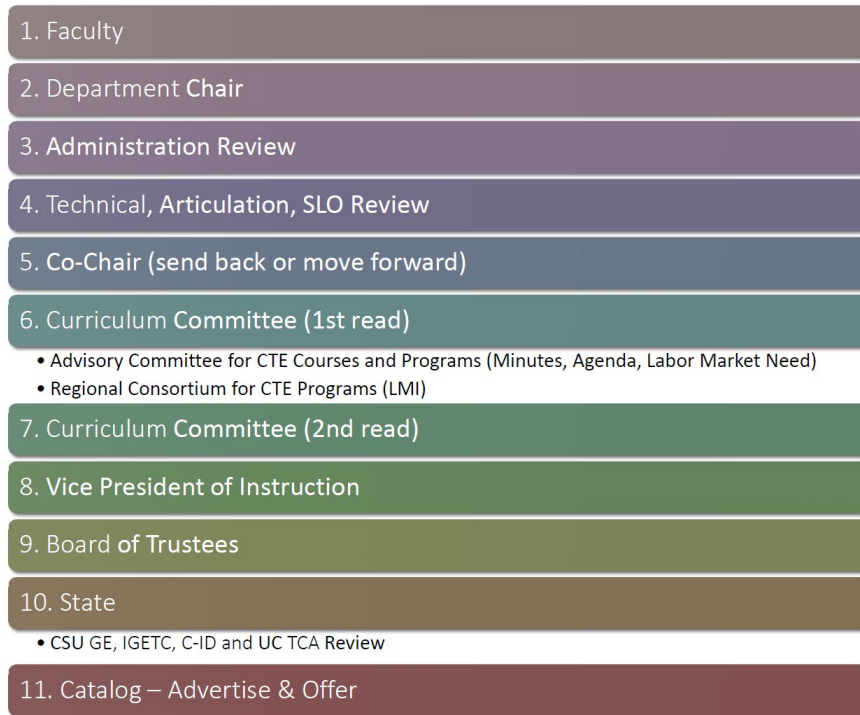 1. Faculty
2. Department Chair
3. Administration Review
4. Technical, Articulation, SLO Review
5. Co-Chair (send back or move forward)
6. Curriculum Committee (1st read)
• Advisory Committee for CTE Courses and Programs (Minutes, Agenda, Labor Market Need)
• Regional Consortium for CTE Programs (LMI)
7. Curriculum Committee (2nd read)
8. Vice President of Instruction
9. Board of Trustees
10. State
• CSU GE, IGETC, C-ID and UC TCA Review
11. Catalog – Advertise & Offer